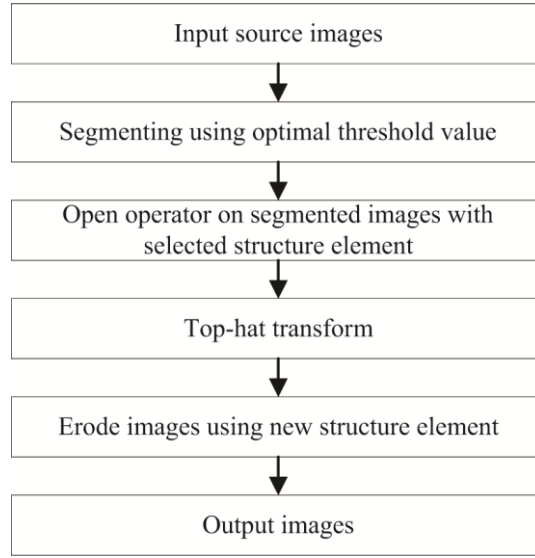 Input source images
Segmenting using optimal threshold value
Open operator on segmented images with
selected structure element
Top-hat transform
Erode images using new structure element
Output images